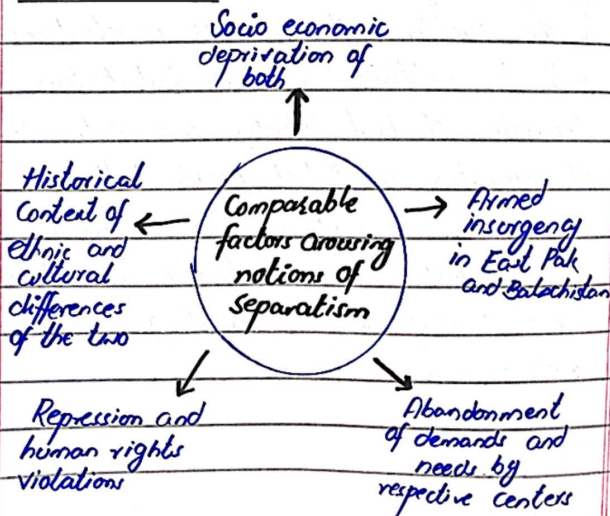 Socio economic
deprivation of
both
Historical
Context of
ethnic and
cultural
differences
of the two
Comparable
factors arousing
notions of
separatism
Armed
insurgency
in East Pak
and Balochistan
Repression and
human rights
violations
Abandonment
of demands and
needs by
respective centers